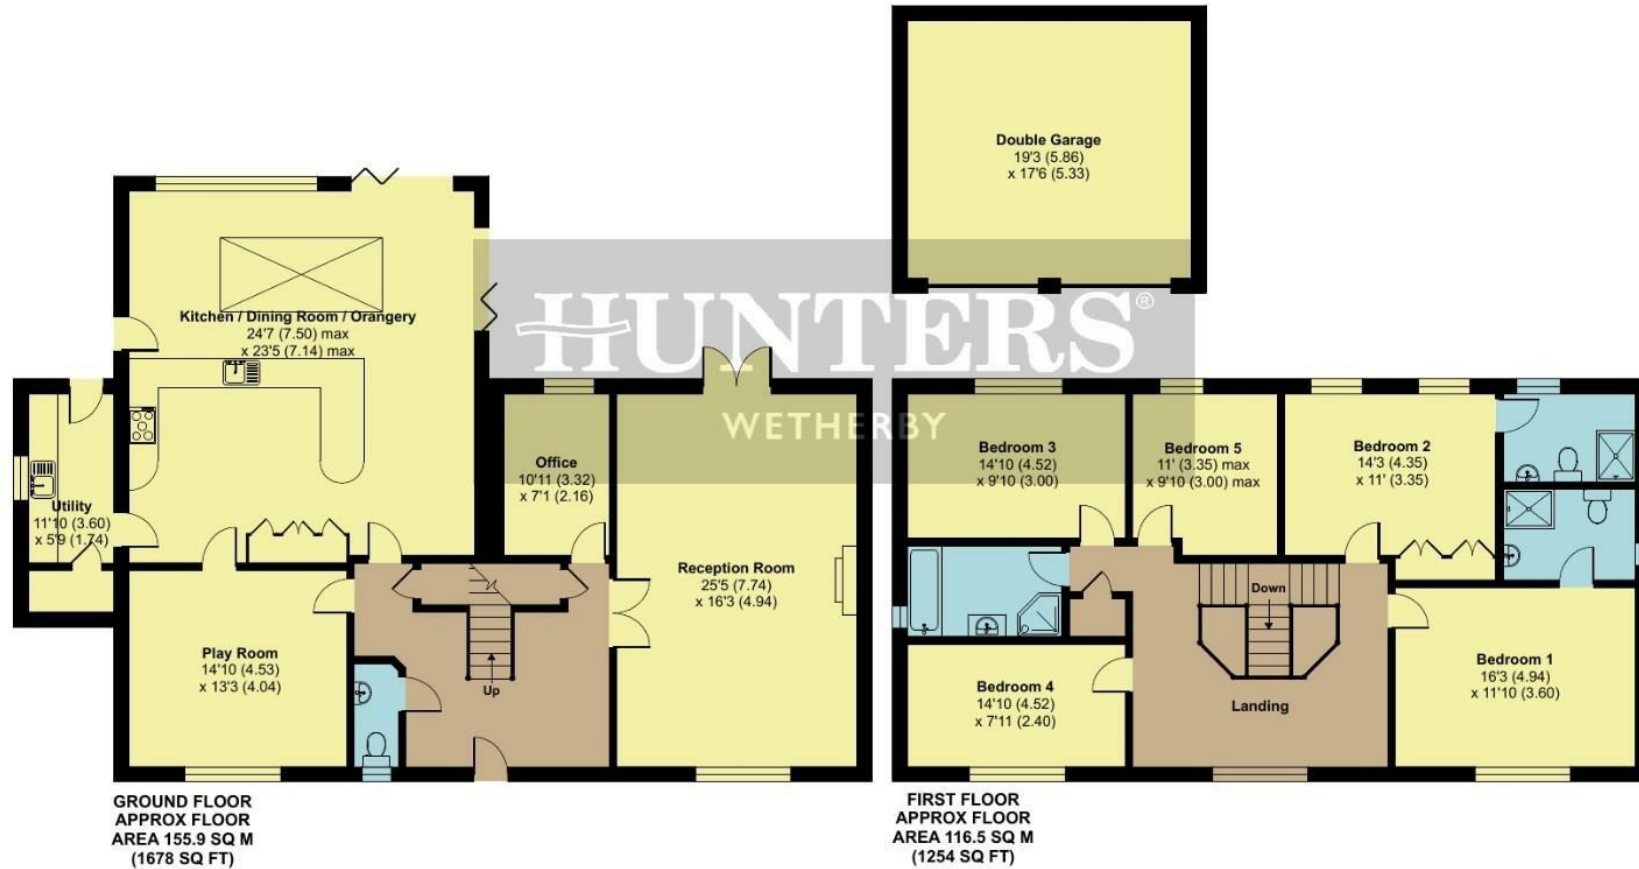 Double Garage
19'3 (5.86)
x 17'6 (5.33)
HUNTERS®
WETHERBY
Kitchen / Dining Room / Orangery
24'7 (7.50) max
x 23'5 (7.14) max
Utility
11'10 (3.60)
x 5'9 (1.74)
Office
10'11 (3.32)
x 7'1 (2.16)
Reception Room
25'5 (7.74)
x 16'3 (4.94)
Play Room
14'10 (4.53)
x 13'3 (4.04)
Up
GROUND FLOOR
APPROX FLOOR
AREA 155.9 SQ M
(1678 SQ FT)
Bedroom 3
14'10 (4.52)
x 9'10 (3.00)
Bedroom 5
11' (3.35) max
x 9'10 (3.00) max
Bedroom 2
14'3 (4.35)
x 11' (3.35)
Down
Bedroom 4
14'10 (4.52)
x 7'11 (2.40)
Landing
Bedroom 1
16'3 (4.94)
x 11'10 (3.60)
FIRST FLOOR
APPROX FLOOR
AREA 116.5 SQ M
(1254 SQ FT)